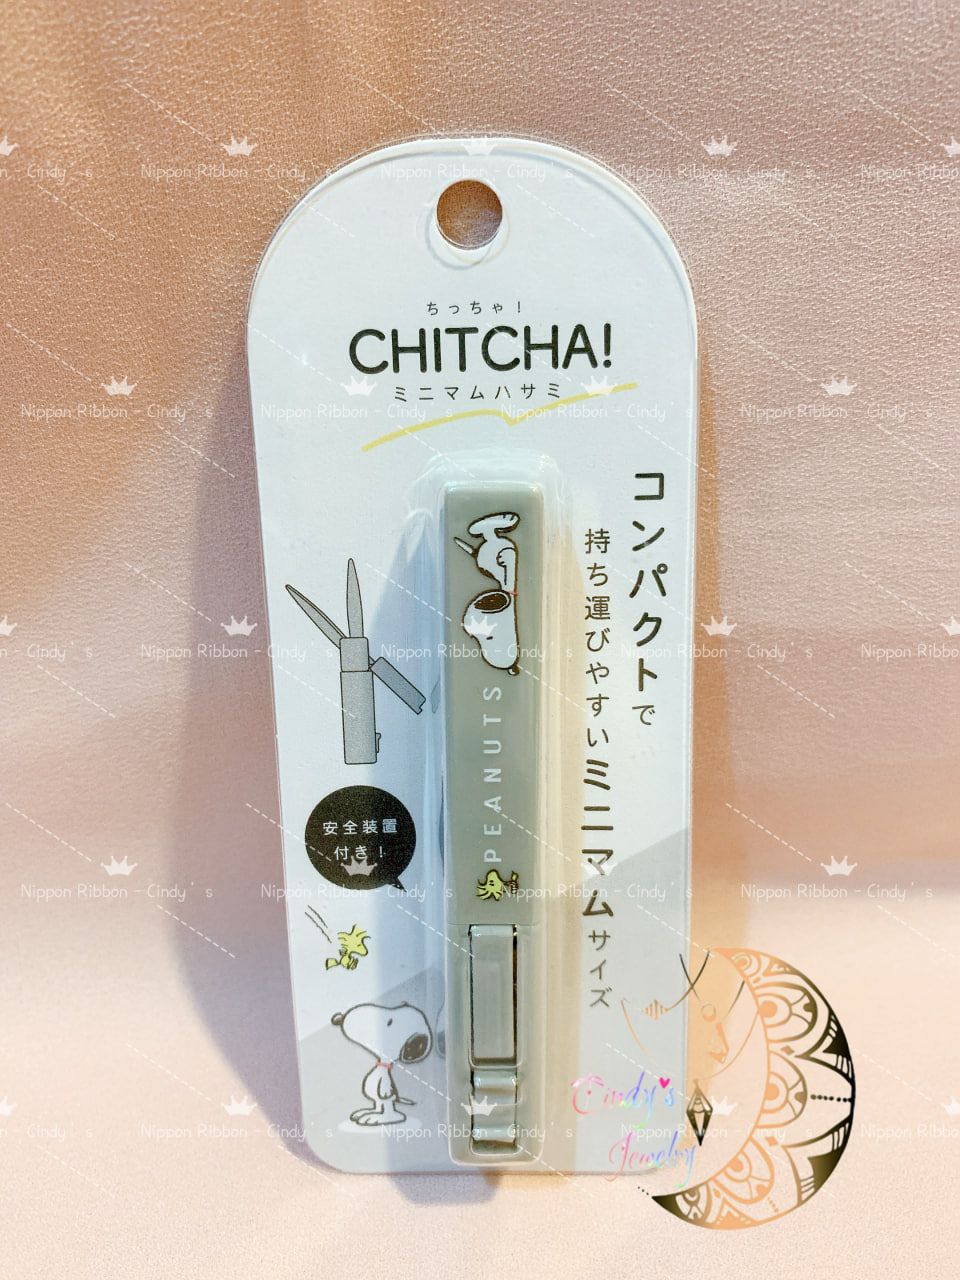 ちっちゃ！
CHITCHA!
ミニマムハサミ
コンパクトで
持ち運びやすいミニマムサイズ
PEANUTS
安全装置
付き！
Cindy's
Jewelry
Nippon Ribbon - Cindy's